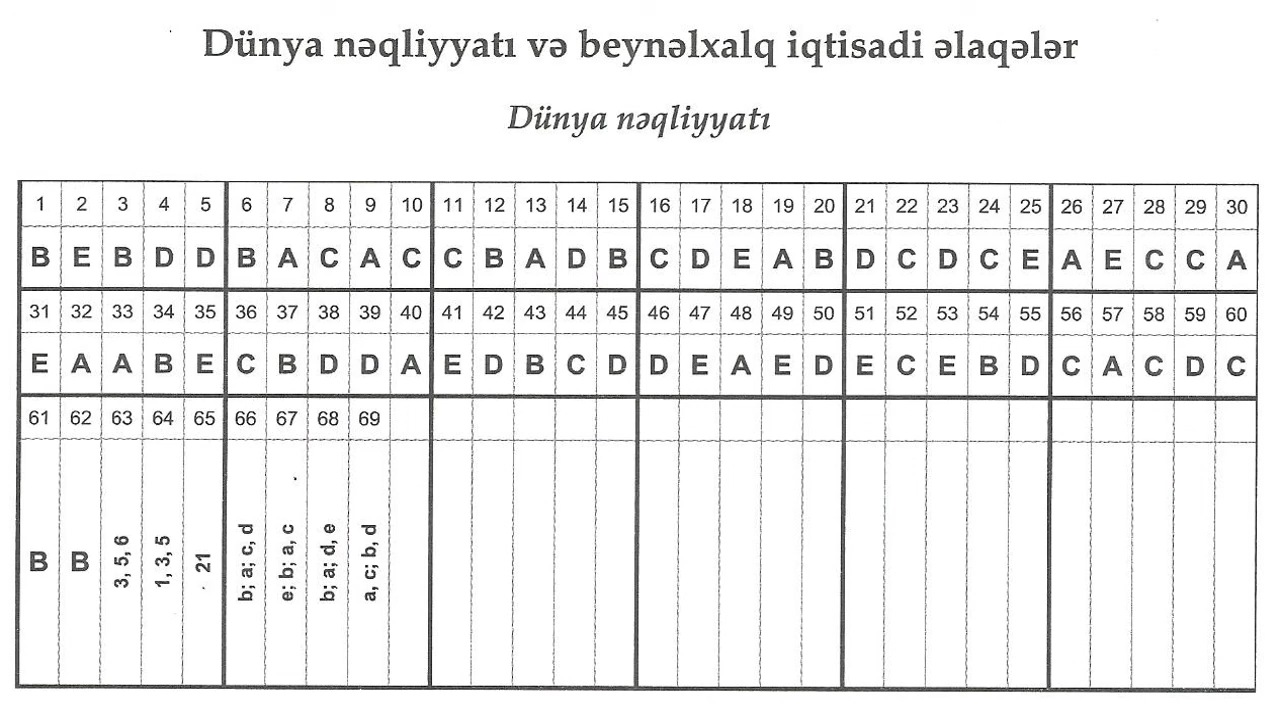 Dünya nəqliyyatı və beynəlxalq iqtisadi əlaqələr
Dünya nəqliyyatı
1 2 3 4 5 6 7 8 9 10 11 12 13 14 15 16 17 18 19 20 21 22 23 24 25 26 27 28 29 30
B E B D D B A C A C C B A D B C D E A B D C D C E A E C C A
31 32 33 34 35 36 37 38 39 40 41 42 43 44 45 46 47 48 49 50 51 52 53 54 55 56 57 58 59 60
E A A B E C B D D A E D B C D D E A E D E C E B D C A C D C
61 62 63 64 65 66 67 68 69
B B 3, 5, 6 1, 3, 5 21 b; a; c, d e; b; a, c b; a; d, e a, c; b, d